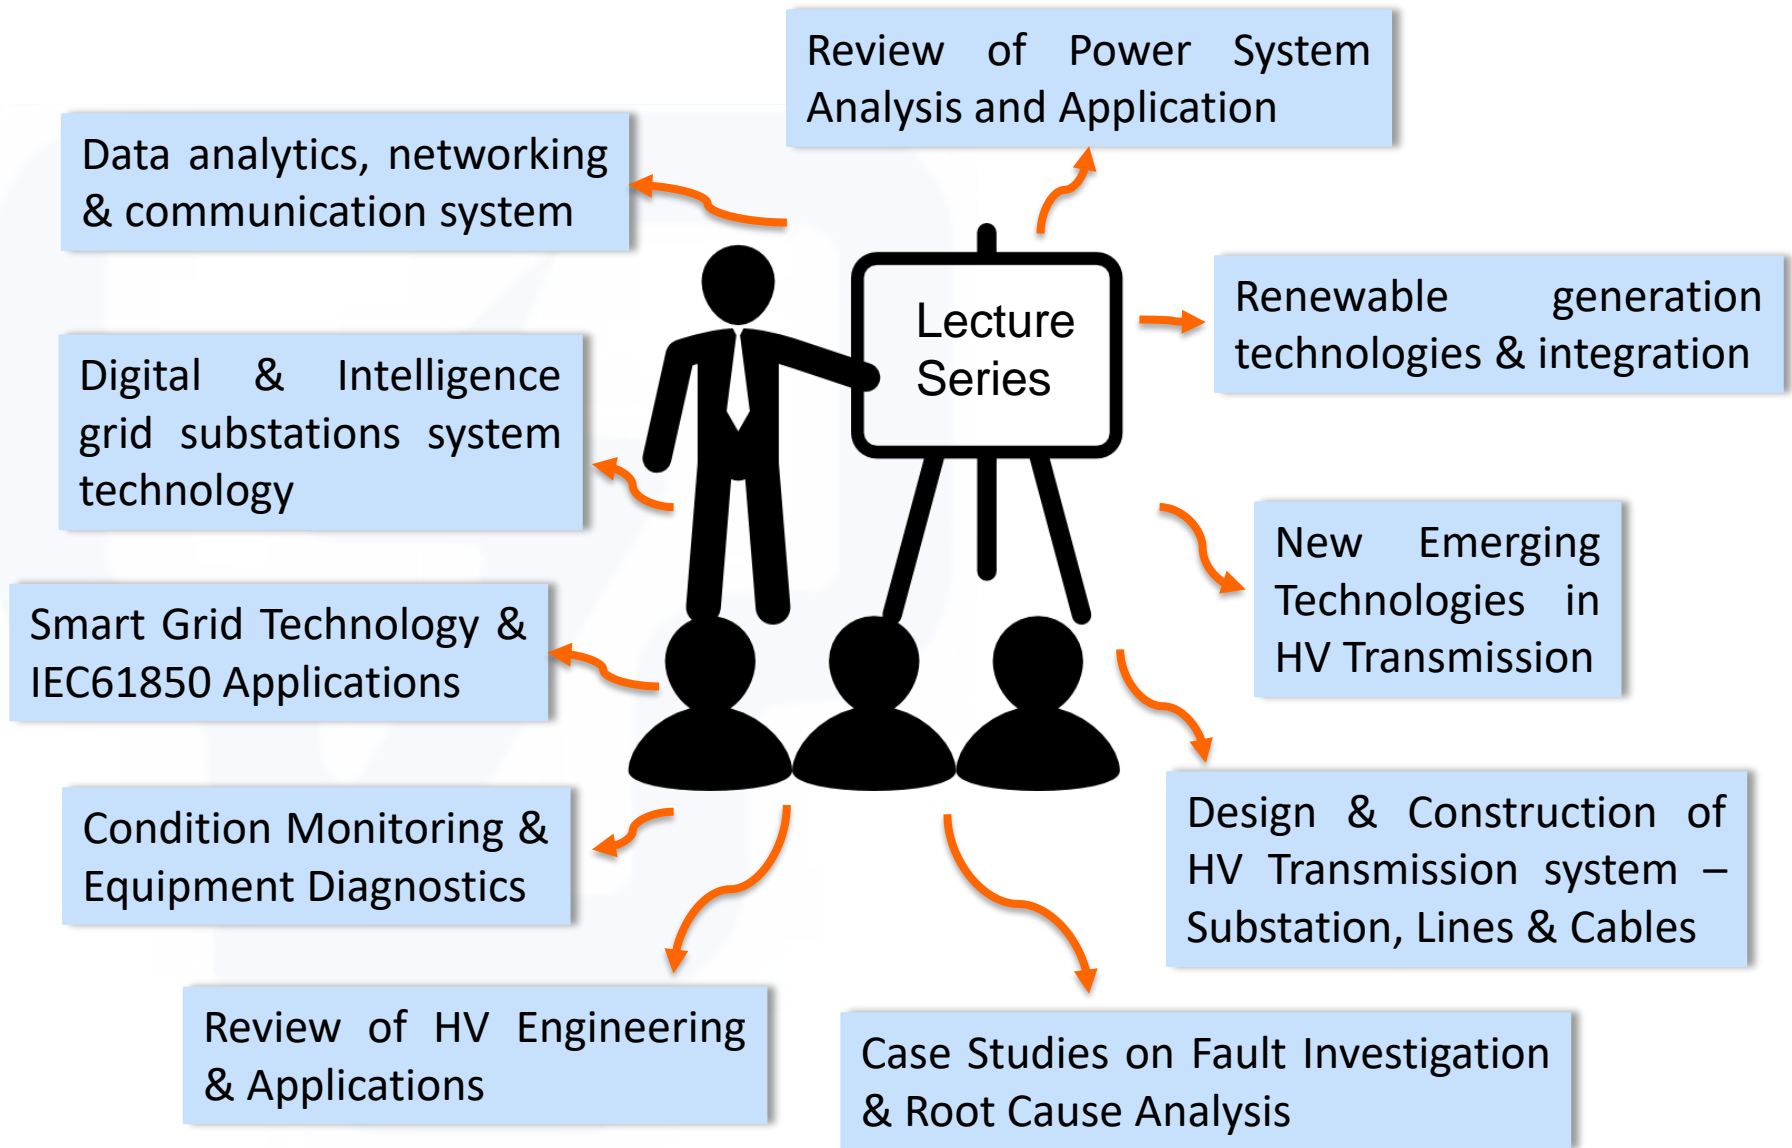 Review of Power System
Analysis and Application
Data analytics, networking
& communication system
Lecture
Series
Renewable generation
technologies & integration
Digital & Intelligence
grid substations system
technology
New Emerging
Technologies in
HV Transmission
Smart Grid Technology &
IEC61850 Applications
Design & Construction of
HV Transmission system –
Substation, Lines & Cables
Condition Monitoring &
Equipment Diagnostics
Review of HV Engineering
& Applications
Case Studies on Fault Investigation
& Root Cause Analysis